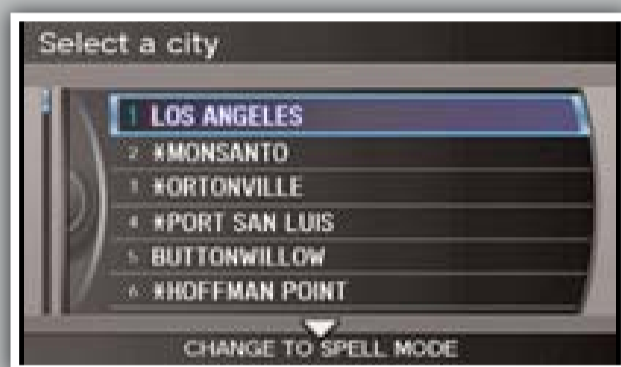 Select a city
1 LOS ANGELES
2 *MONSANTO
3 *ORTONVILLE
4 *PORT SAN LUIS
5 BUTTONWILLOW
6 *HOFFMAN POINT
CHANGE TO SPELL MODE